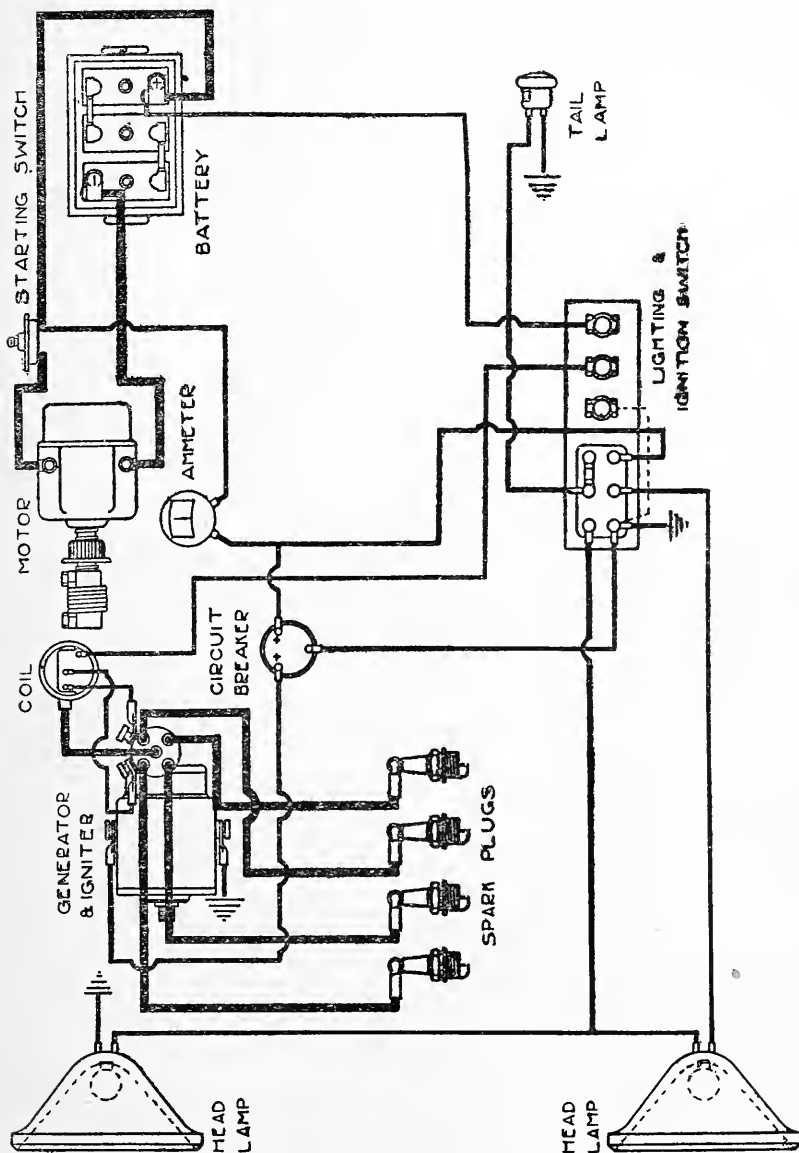 STARTING SWITCH
BATTERY
MOTOR
AMMETER
TAIL
LAMP
COIL
CIRCUIT
BREAKER
LIGHTING &
IGNITION SWITCH
GENERATOR
& IGNITER
SPARK PLUGS
HEAD
LAMP
HEAD
LAMP